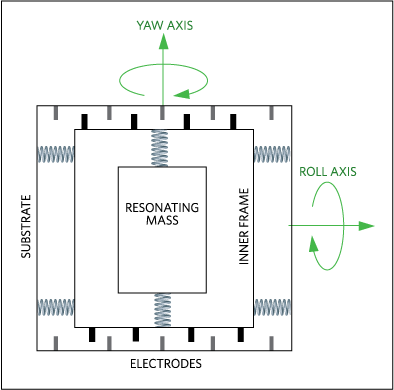 YAW AXIS
ROLL AXIS
RESONATING
MASS
INNER FRAME
SUBSTRATE
ELECTRODES